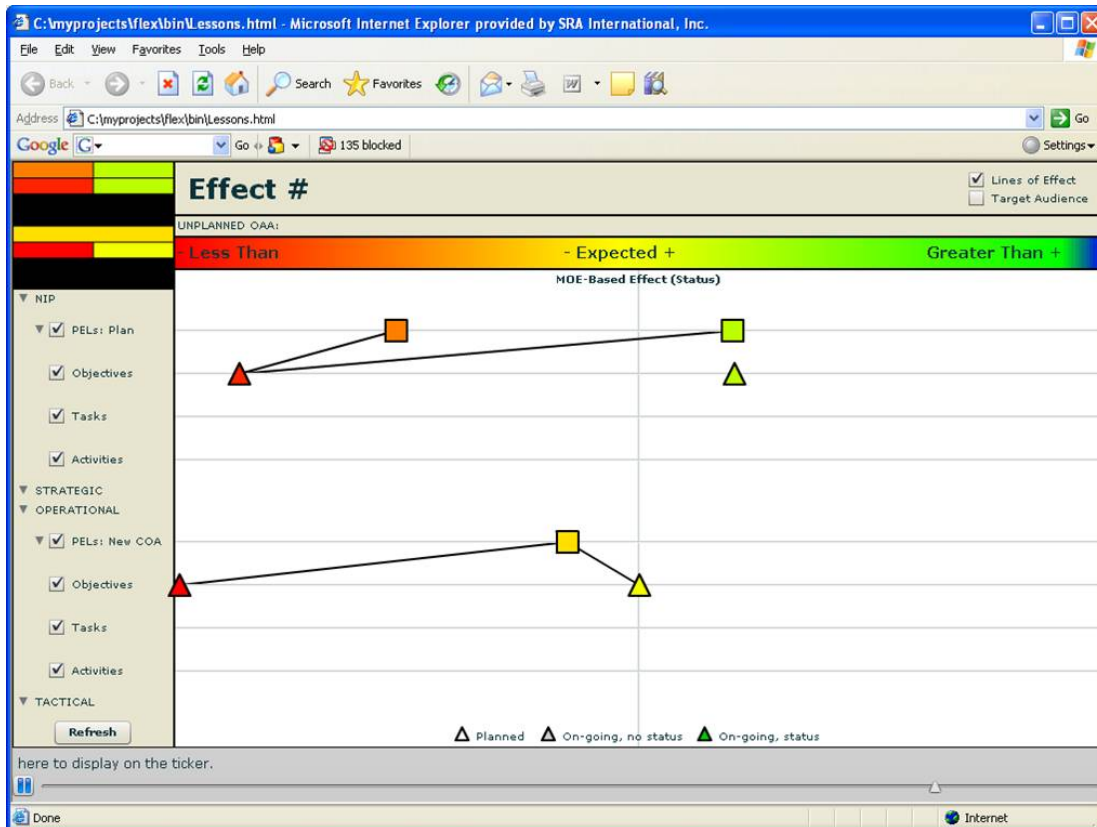 C:\myprojects\flex\bin\Lessons.html - Microsoft Internet Explorer provided by SRA International, Inc.
File Edit View Favorites Tools Help
Back Search Favorites
Address C:\myprojects\flex\bin\Lessons.html Go
Google G Go 135 blocked Settings
Effect #
Lines of Effect
Target Audience
UNPLANNED OAA:
- Less Than - Expected + Greater Than +
MOE-Based Effect (Status)
NIP
PELs: Plan
Objectives
Tasks
Activities
STRATEGIC
OPERATIONAL
PELs: New COA
Objectives
Tasks
Activities
TACTICAL
Refresh
Planned On-going, no status On-going, status
here to display on the ticker.
Done Internet